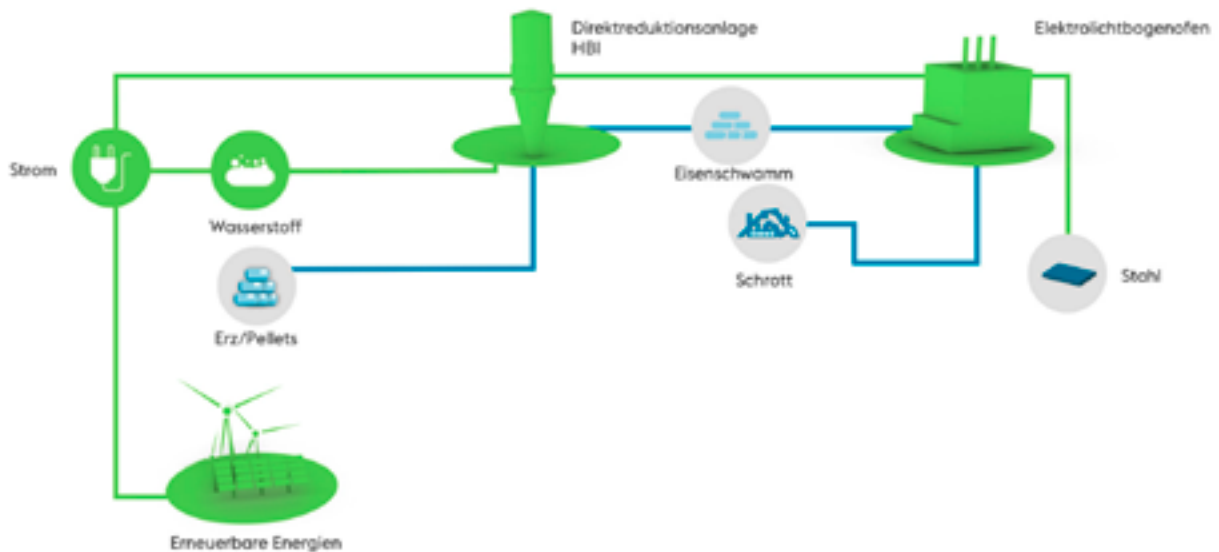 Direktreduktionsanlage
HBI
Elektrolichtbogenofen
Strom
Wasserstoff
Eisenschwamm
Erz/Pellets
Schrott
Stahl
Erneuerbare Energien